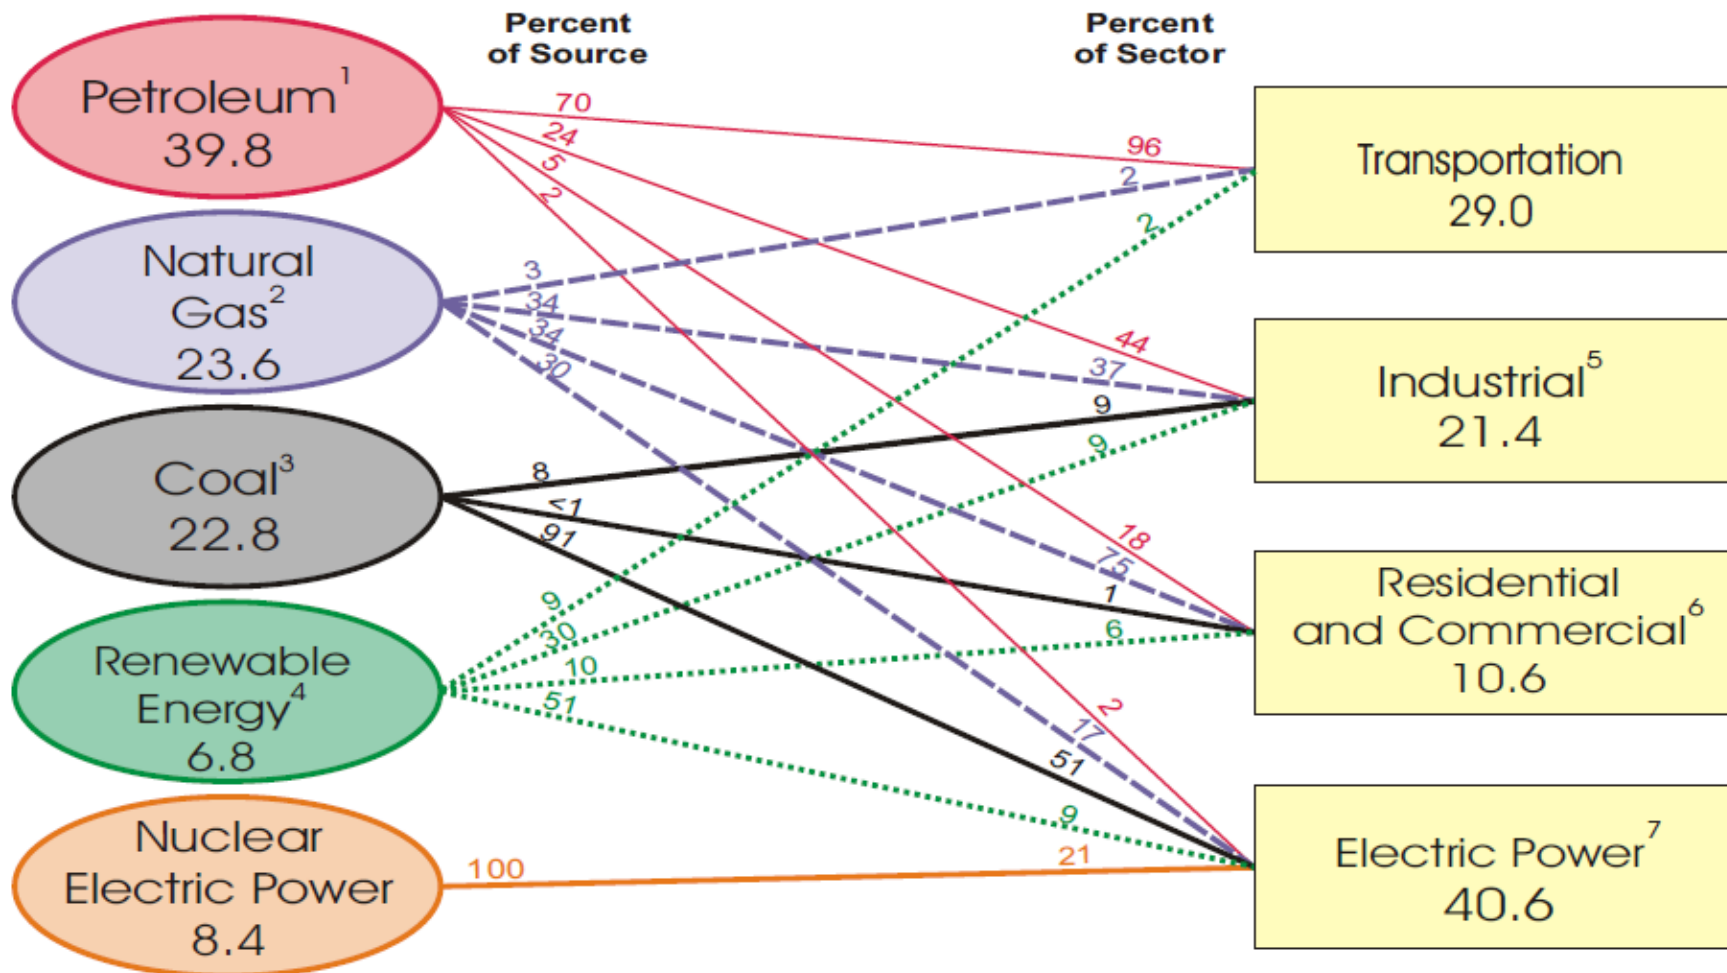 Percent
of Source
Percent
of Sector
Petroleum1
39.8
Natural
Gas2
23.6
Coal3
22.8
Renewable
Energy4
6.8
Nuclear
Electric Power
8.4
70
24
5
2
3
34
34
30
8
<1
91
9
30
10
51
100
96
2
2
44
37
9
9
18
75
1
6
2
17
51
9
21
Transportation
29.0
Industrial5
21.4
Residential
and Commercial6
10.6
Electric Power7
40.6